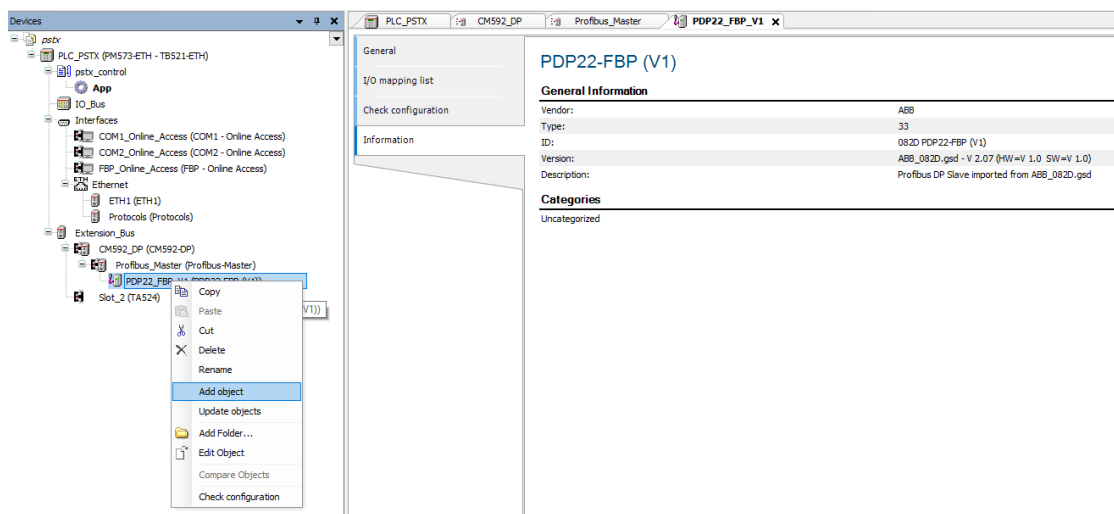 Devices
pstx
PLC_PSTX (PM573-ETH - TB521-ETH)
pstx_control
App
IO_Bus
Interfaces
COM1_Online_Access (COM1 - Online Access)
COM2_Online_Access (COM2 - Online Access)
FBP_Online_Access (FBP - Online Access)
ETH
Ethernet
ETH1 (ETH1)
Protocols (Protocols)
Extension_Bus
CM592_DP (CM592-DP)
Profibus_Master (Profibus-Master)
PDP22_FBP_V1 (PDP22-FBP (V1))
Slot_2 (TA524)
V1))
Copy
Paste
Cut
Delete
Rename
Add object
Update objects
Add Folder...
Edit Object
Compare Objects
Check configuration
PLC_PSTX
CM592_DP
Profibus_Master
PDP22_FBP_V1
General
I/O mapping list
Check configuration
Information
PDP22-FBP (V1)
General Information
Vendor: ABB
Type: 33
ID: 082D PDP22-FBP (V1)
Version: ABB_082D.gsd - V 2.07 (HW=V 1.0 SW=V 1.0)
Description: Profibus DP Slave imported from ABB_082D.gsd
Categories
Uncategorized